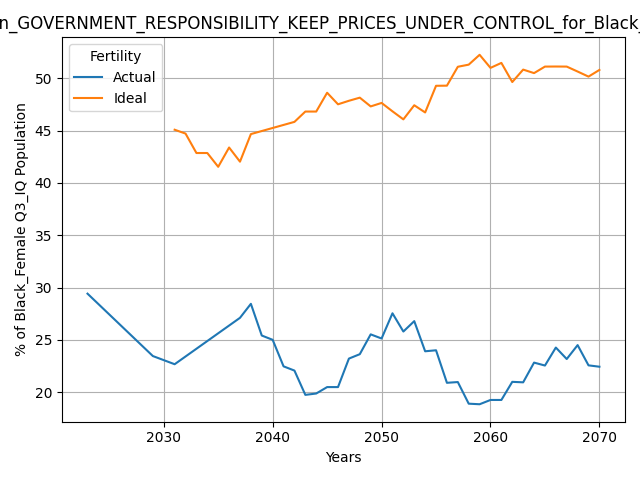 n_GOVERNMENT_RESPONSIBILITY_KEEP_PRICES_UNDER_CONTROL_for_Black_
Fertility
Actual
Ideal
% of Black_Female Q3_IQ Population
50
45
40
35
30
25
20
2030 2040 2050 2060 2070
Years